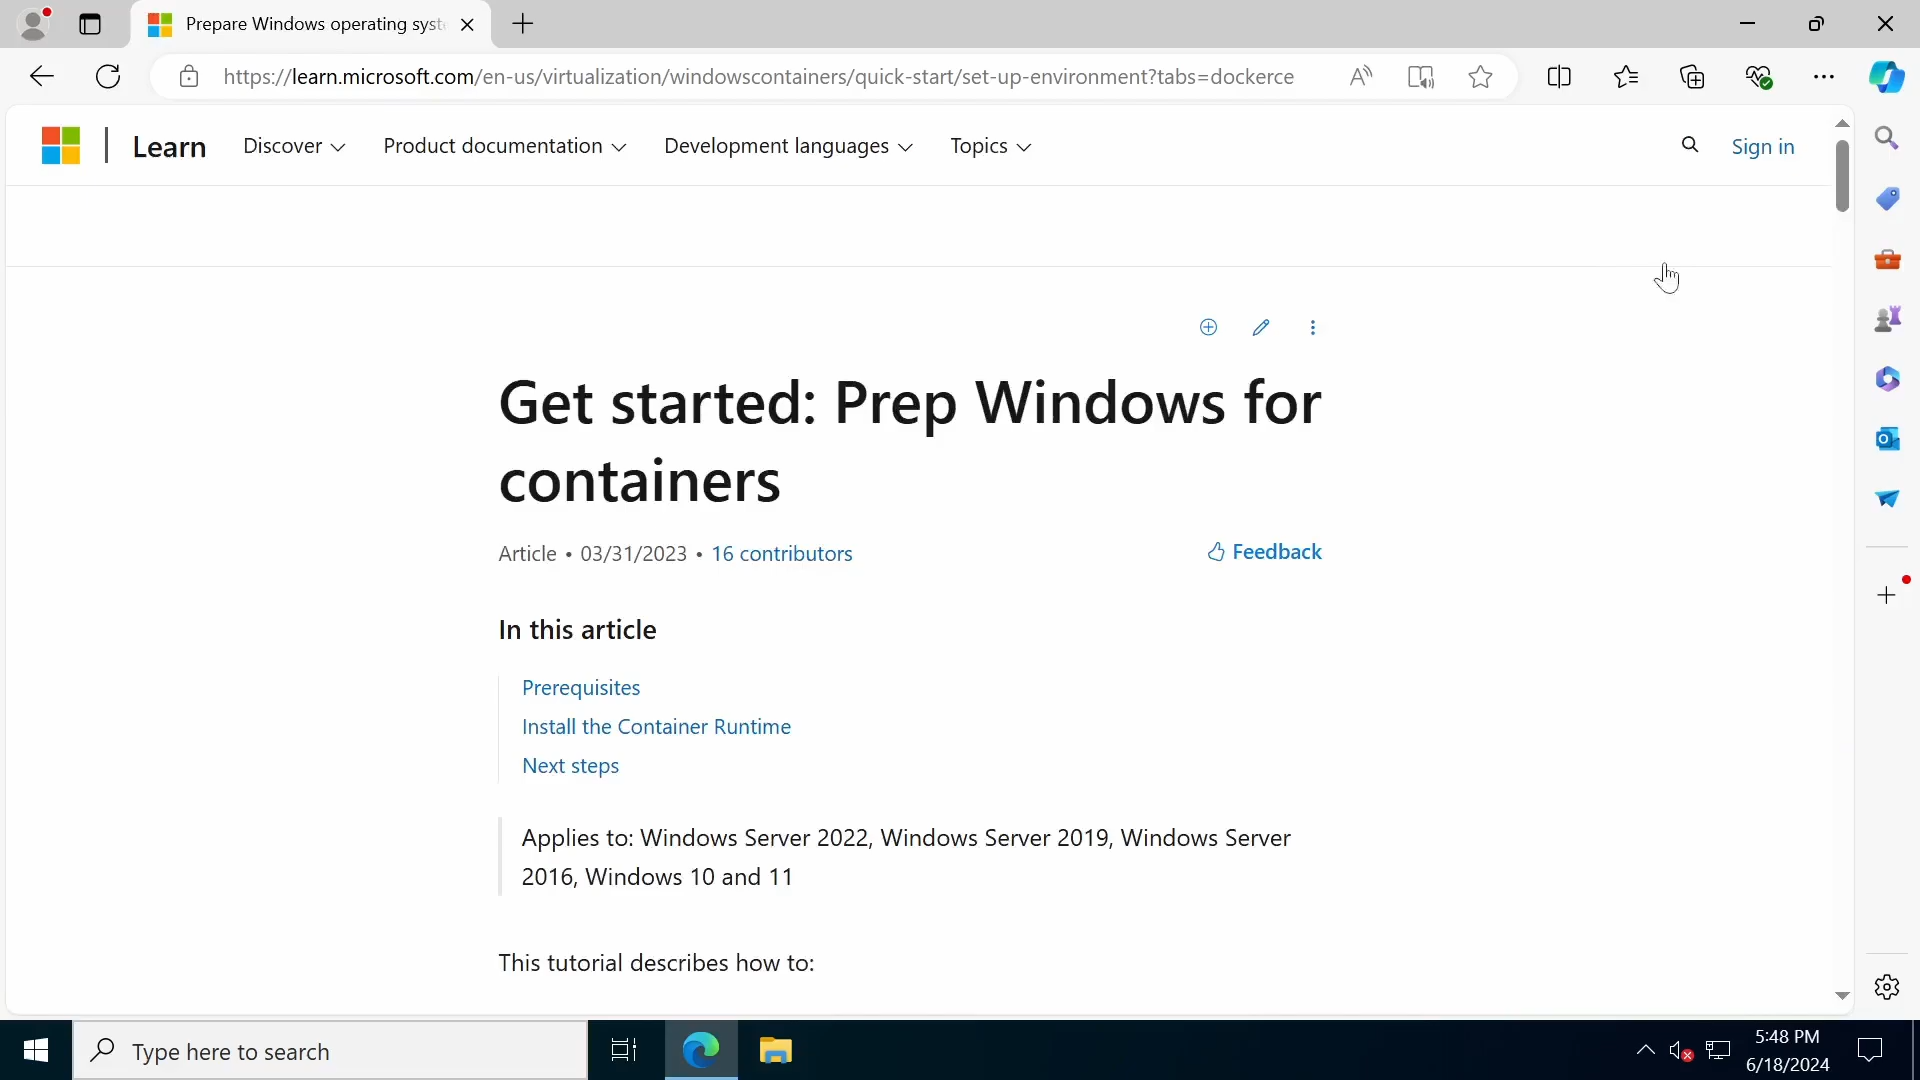 Prepare Windows operating syst
https://learn.microsoft.com/en-us/virtualization/windowscontainers/quick-start/set-up-environment?tabs=dockerce
Learn Discover Product documentation Development languages Topics Sign in
Get started: Prep Windows for
containers
Article • 03/31/2023 • 16 contributors Feedback
In this article
Prerequisites
Install the Container Runtime
Next steps
Applies to: Windows Server 2022, Windows Server 2019, Windows Server
2016, Windows 10 and 11
This tutorial describes how to:
Type here to search
5:48 PM
6/18/2024